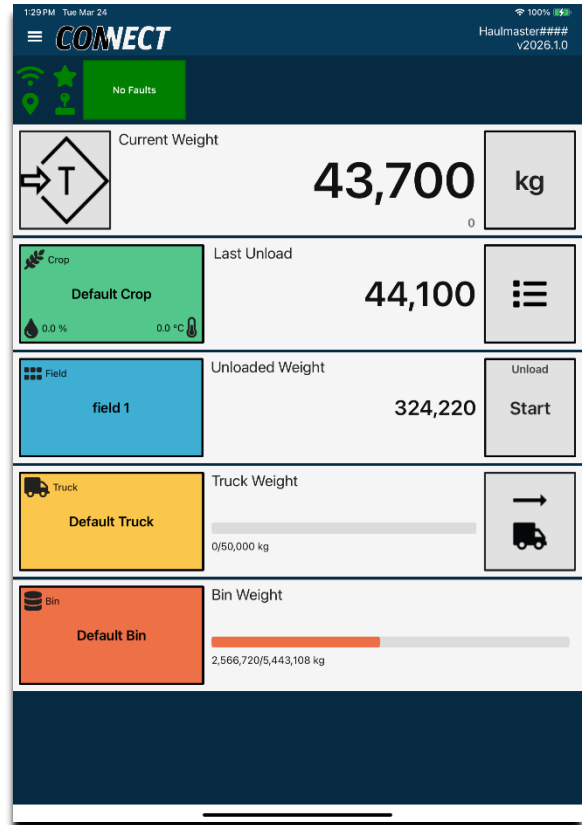 1:29 PM Tue Mar 24
100%
CONNECT
Haulmaster####
v2026.1.0
No Faults
T
Current Weight
43,700
0
kg
Crop
Default Crop
0.0 %
0.0 °C
Last Unload
44,100
Field
field 1
Unloaded Weight
324,220
Unload
Start
Truck
Default Truck
Truck Weight
0/50,000 kg
Bin
Default Bin
Bin Weight
2,566,720/5,443,108 kg